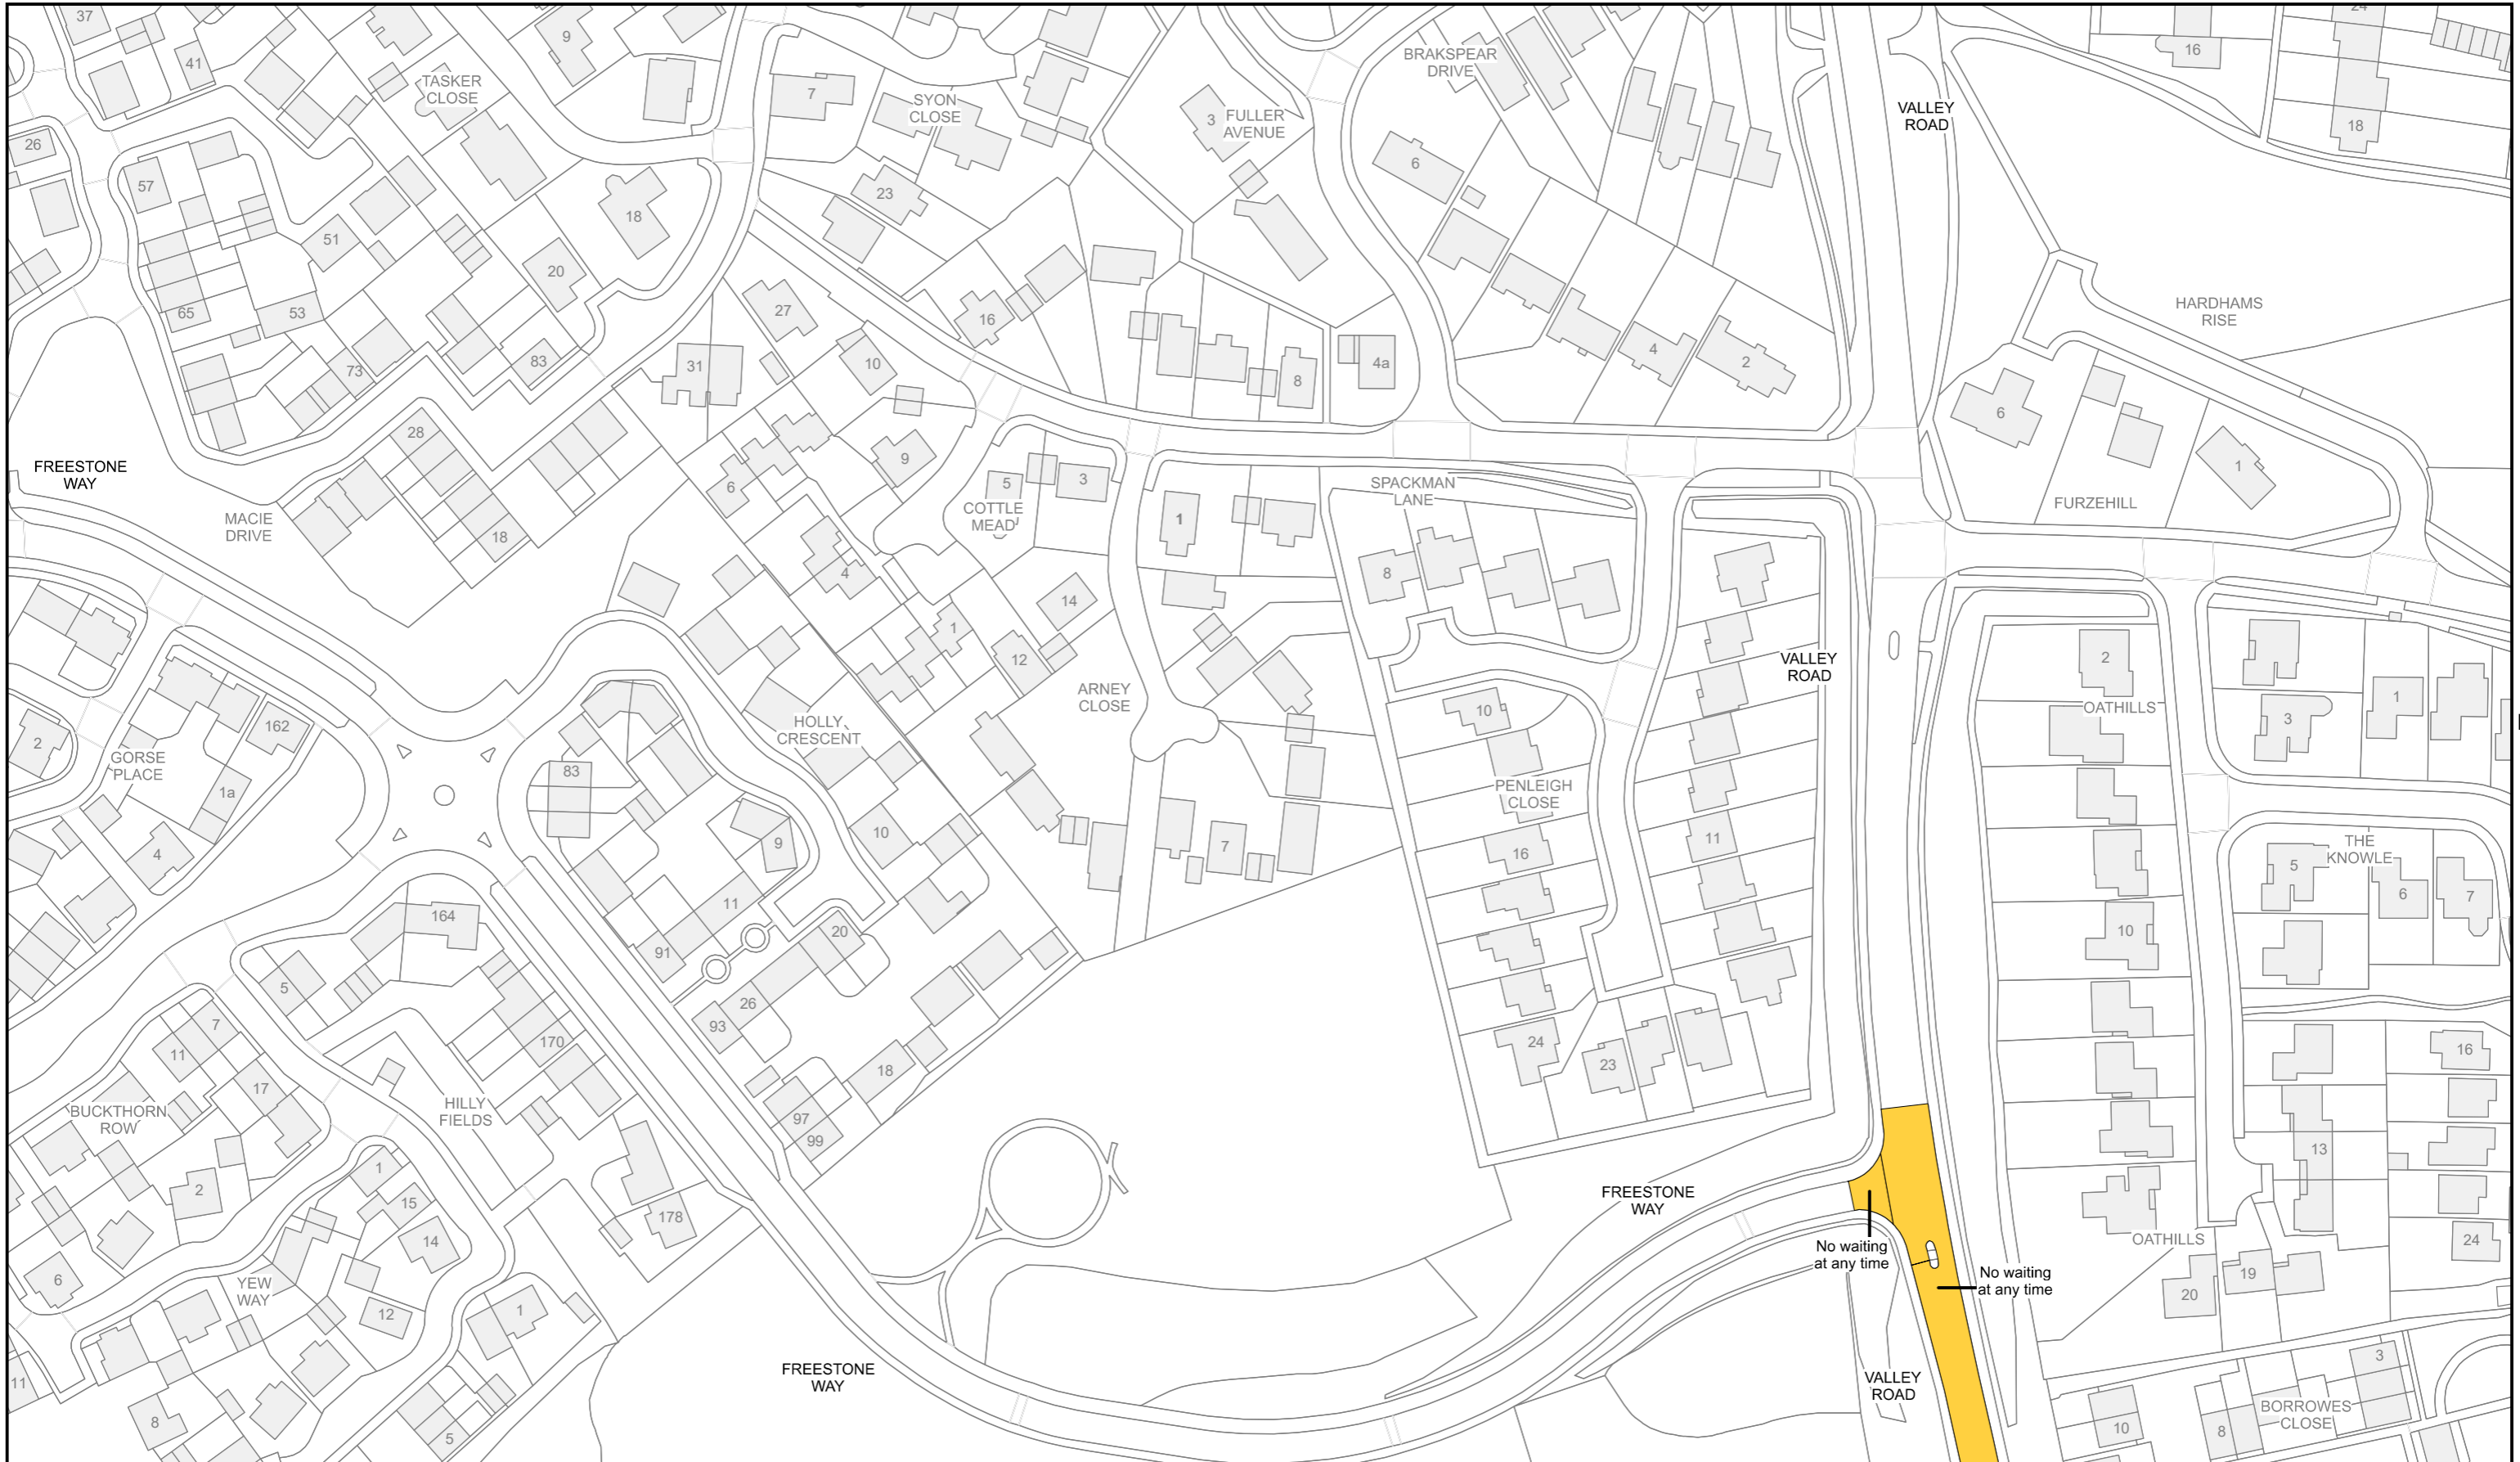 37
41
9
TASKER
CLOSE
7
SYON
CLOSE
3
FULLER
AVENUE
BRAKSPEAR
DRIVE
VALLEY
ROAD
16
24
18
26
57
18
23
6
51
20
27
16
65
53
83
73
31
10
8
4a
4
2
HARDHAMS
RISE
6
1
FURZEHILL
FREESTONE
WAY
28
MACIE
DRIVE
18
6
9
5
3
COTTLE
MEAD
1
SPACKMAN
LANE
8
4
14
1
12
ARNEY
CLOSE
VALLEY
ROAD
2
OATHILLS
3
1
2
162
GORSE
PLACE
1a
4
83
HOLLY
CRESCENT
10
9
11
10
PENLEIGH
CLOSE
16
11
7
10
THE
KNOWLE
5
6
7
164
20
91
5
26
93
170
18
24
23
16
7
11
17
BUCKTHORN
ROW
HILLY
FIELDS
97
99
13
1
2
15
14
178
FREESTONE
WAY
No waiting
at any time
No waiting
at any time
OATHILLS
20
19
24
6
YEW
WAY
12
1
11
8
5
FREESTONE
WAY
VALLEY
ROAD
3
BORROWES
CLOSE
10
8